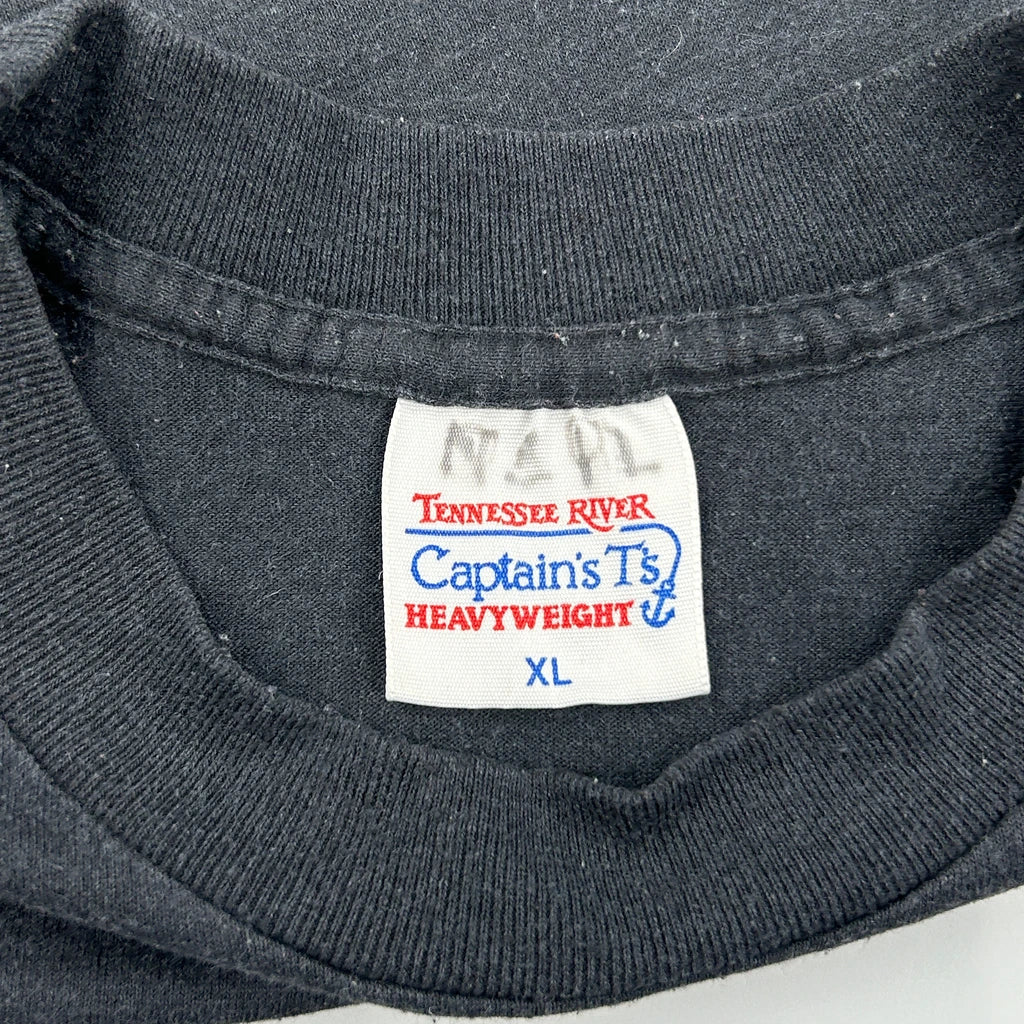 TENNESSEE RIVER
Captain's T's
HEAVYWEIGHT
XL